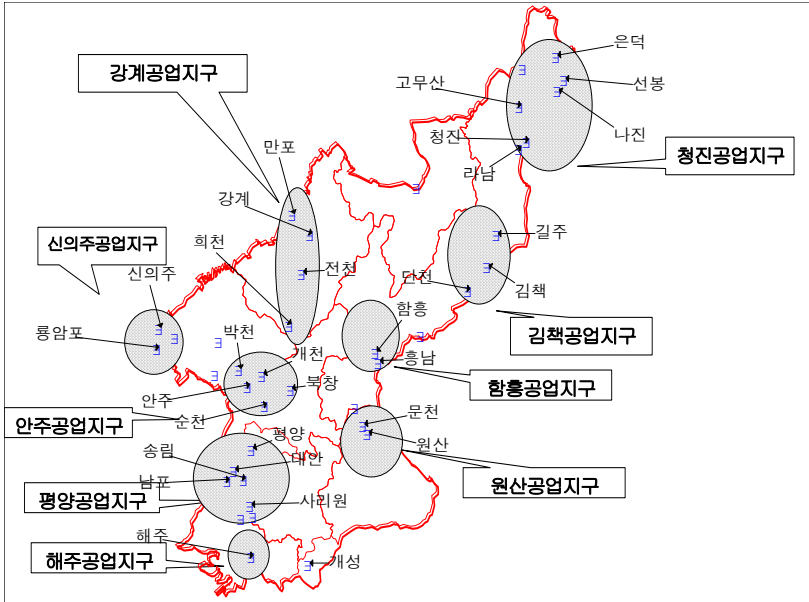 은덕
강계공업지구
선봉
고무산
나진
청진
만포
청진공업지구
라남
강계
신의주공업지구
희천
길주
신의주
전천
단천
김책
룡암포
함흥
박천
김책공업지구
개천
흥남
북창
함흥공업지구
안주
순천
문천
안주공업지구
평양
송림
원산
대안
남포
원산공업지구
평양공업지구
사리원
해주
해주공업지구
개성